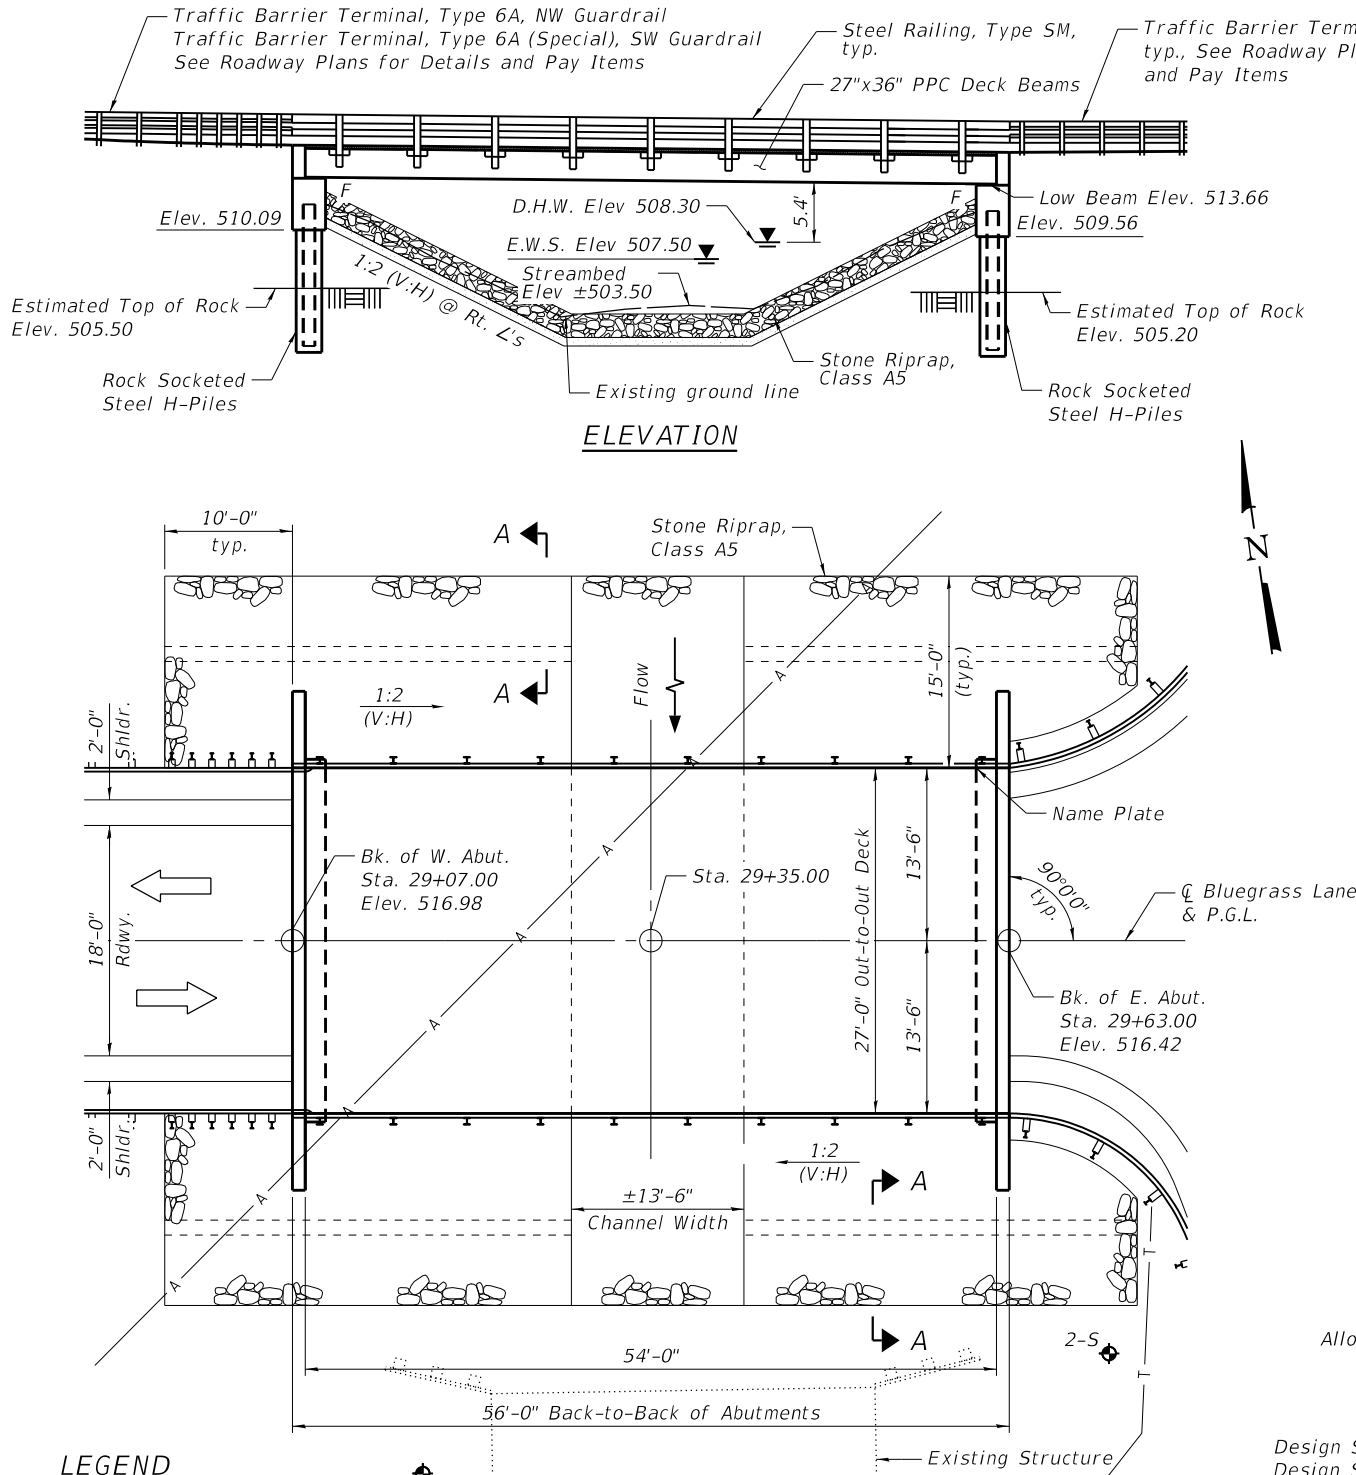 Traffic Barrier Terminal, Type 6A, NW Guardrail
Traffic Barrier Terminal, Type 6A (Special), SW Guardrail
See Roadway Plans for Details and Pay Items
Steel Railing, Type SM,
typ.
27"x36" PPC Deck Beams
Traffic Barrier Term
typ., See Roadway Pl
and Pay Items
F
F
Elev. 510.09
D.H.W. Elev 508.30
5.4'
Low Beam Elev. 513.66
Elev. 509.56
E.W.S. Elev 507.50
Streambed
Elev ±503.50
1:2 (V:H) @ Rt. ∠'s
Estimated Top of Rock
Elev. 505.50
Estimated Top of Rock
Elev. 505.20
Rock Socketed
Steel H-Piles
Stone Riprap,
Class A5
Existing ground line
Rock Socketed
Steel H-Piles
ELEVATION
10'-0"
typ.
A
Stone Riprap,
Class A5
N
A
1:2
(V:H)
Flow
A
15'-0"
(typ.)
2'-0"
Shldr.
A
Name Plate
Bk. of W. Abut.
Sta. 29+07.00
Elev. 516.98
A
Sta. 29+35.00
27'-0" Out-to-Out Deck
13'-6"
90°0'0"
typ.
℄ Bluegrass Lane
& P.G.L.
18'-0"
Rdwy.
A
A
13'-6"
Bk. of E. Abut.
Sta. 29+63.00
Elev. 516.42
A
2'-0"
Shldr.
1:2
(V:H)
A
A
±13'-6"
Channel Width
T
A
A
2-S
Allo
54'-0"
T
56'-0" Back-to-Back of Abutments
Existing Structure
LEGEND
Design S
Design S